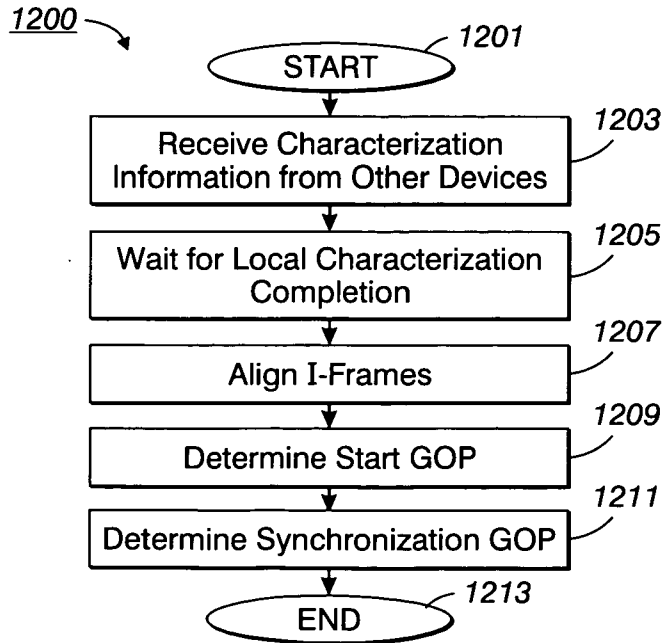 1200
1201
START
1203
Receive Characterization
Information from Other Devices
1205
Wait for Local Characterization
Completion
1207
Align I-Frames
1209
Determine Start GOP
1211
Determine Synchronization GOP
1213
END